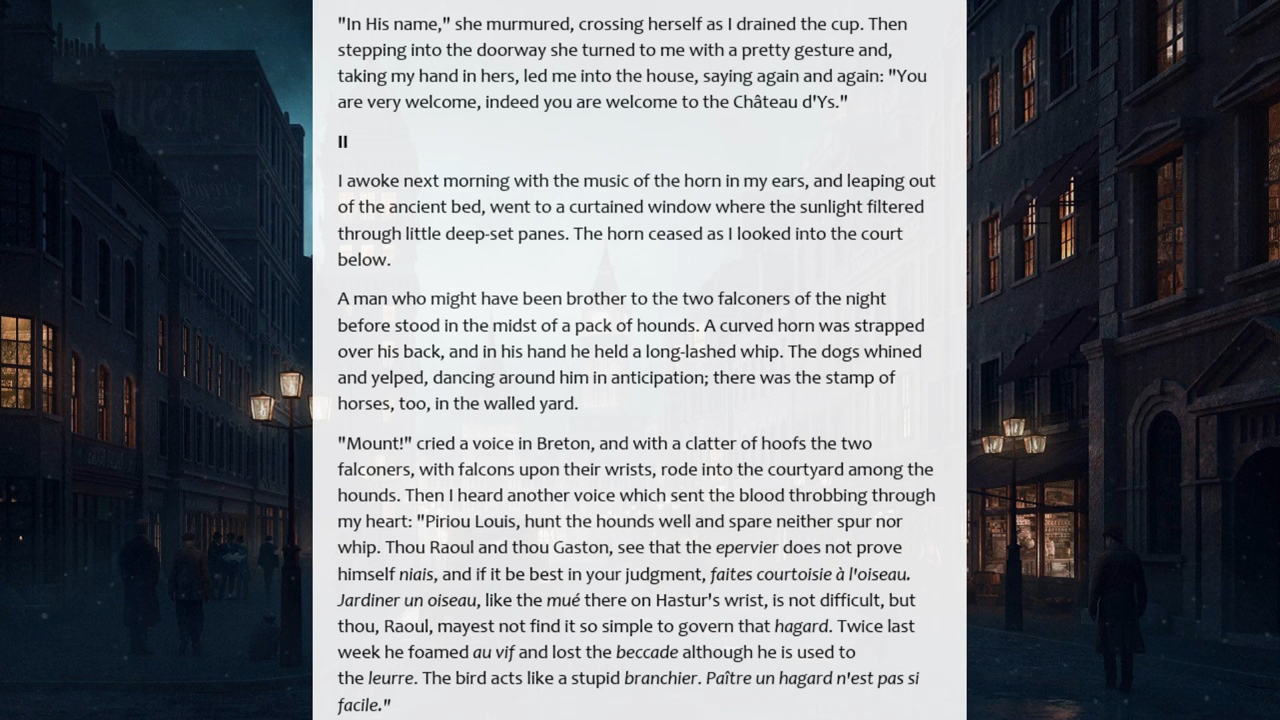 "In His name," she murmured, crossing herself as I drained the cup. Then
stepping into the doorway she turned to me with a pretty gesture and,
taking my hand in hers, led me into the house, saying again and again: "You
are very welcome, indeed you are welcome to the Château d'Ys."
II
I awoke next morning with the music of the horn in my ears, and leaping out
of the ancient bed, went to a curtained window where the sunlight filtered
through little deep-set panes. The horn ceased as I looked into the court
below.
A man who might have been brother to the two falconers of the night
before stood in the midst of a pack of hounds. A curved horn was strapped
over his back, and in his hand he held a long-lashed whip. The dogs whined
and yelped, dancing around him in anticipation; there was the stamp of
horses, too, in the walled yard.
"Mount!" cried a voice in Breton, and with a clatter of hoofs the two
falconers, with falcons upon their wrists, rode into the courtyard among the
hounds. Then I heard another voice which sent the blood throbbing through
my heart: "Piriou Louis, hunt the hounds well and spare neither spur nor
whip. Thou Raoul and thou Gaston, see that the epervier does not prove
himself niais, and if it be best in your judgment, faites courtoisie à l'oiseau.
Jardiner un oiseau, like the mué there on Hastur's wrist, is not difficult, but
thou, Raoul, mayest not find it so simple to govern that hagard. Twice last
week he foamed au vif and lost the beccade although he is used to
the leurre. The bird acts like a stupid branchier. Paître un hagard n'est pas si
facile."